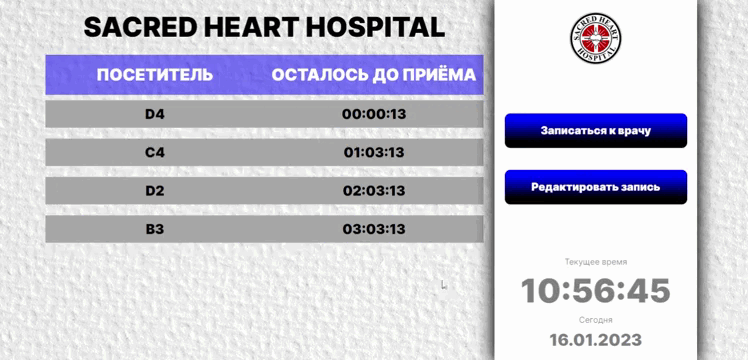 SACRED HEART HOSPITAL
ПОСЕТИТЕЛЬ ОСТАЛОСЬ ДО ПРИЁМА
D4 00:00:13
C4 01:03:13
D2 02:03:13
B3 03:03:13
SACRED HEART
HOSPITAL
Записаться к врачу
Редактировать запись
Текущее время
10:56:45
Сегодня
16.01.2023